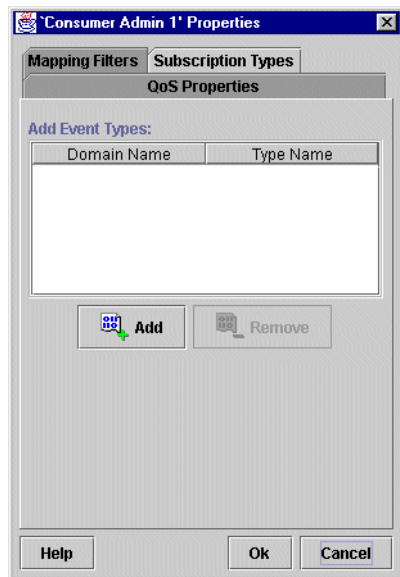 `Consumer Admin 1' Properties
Mapping Filters Subscription Types
QoS Properties
Add Event Types:
Domain Name Type Name
Add Remove
Help Ok Cancel